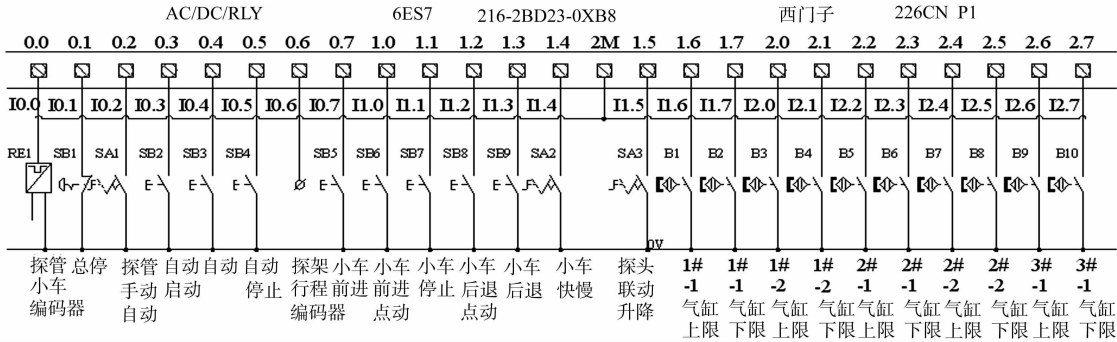 AC/DC/RLY 6ES7 216-2BD23-0XB8 西门子 226CN P1
0.0 0.1 0.2 0.3 0.4 0.5 0.6 0.7 1.0 1.1 1.2 1.3 1.4 2M 1.5 1.6 1.7 2.0 2.1 2.2 2.3 2.4 2.5 2.6 2.7
I0.0 I0.1 I0.2 I0.3 I0.4 I0.5 I0.6 I0.7 I1.0 I1.1 I1.2 I1.3 I1.4 I1.5 I1.6 I1.7 I2.0 I2.1 I2.2 I2.3 I2.4 I2.5 I2.6 I2.7
RE1 SB1 SA1 SB2 SB3 SB4 SB5 SB6 SB7 SB8 SB9 SA2 SA3 B1 B2 B3 B4 B5 B6 B7 B8 B9 B10
0V
探管 总停 探管 自动 自动 自动 探架 小车 小车 小车 小车 小车 小车 探头 1# 1# 1# 1# 2# 2# 2# 2# 3# 3#
小车 手动 启动 停止 行程 前进 前进 停止 后退 后退 快慢 联动 -1 -1 -2 -2 -1 -1 -2 -2 -1 -1
编码器 自动 编码器 点动 点动 升降 气缸 气缸 气缸 气缸 气缸 气缸 气缸 气缸 气缸 气缸
上限 下限 上限 下限 上限 下限 上限 下限 上限 下限